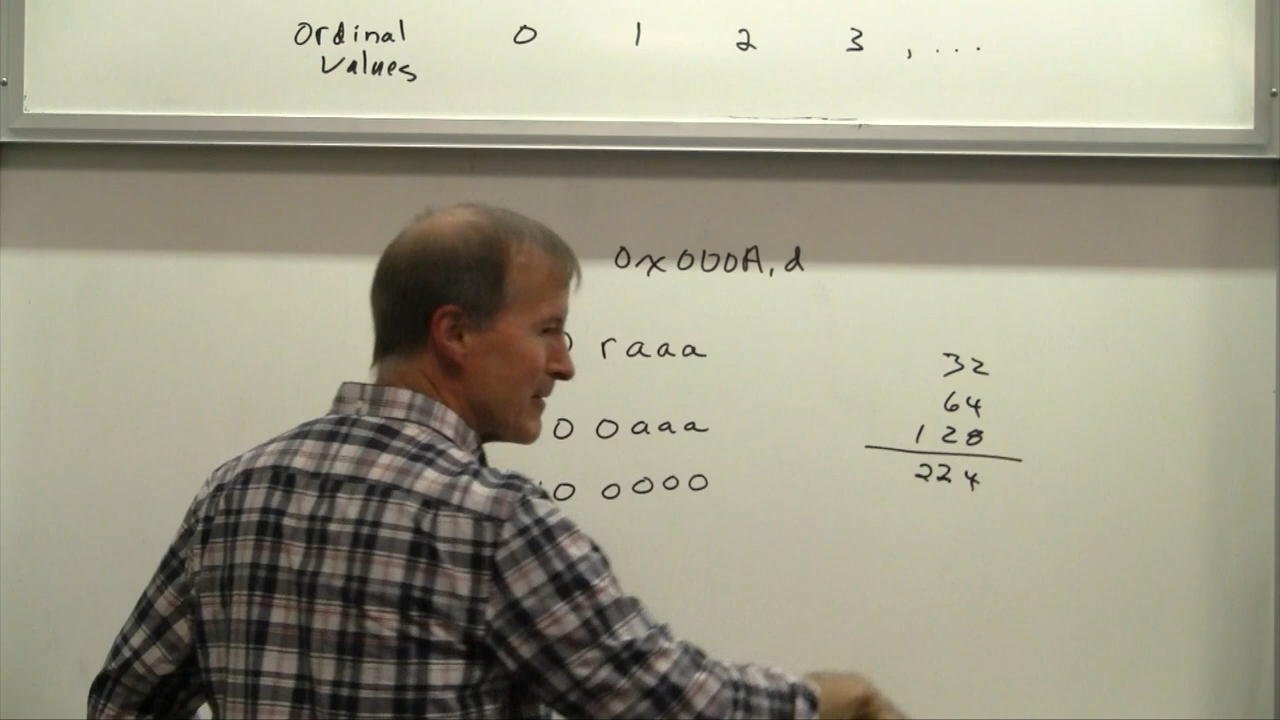 Ordinal 0 1 2 3 , ...
Values
0x000A,d
raaa
0 0aaa
0 0000
32
64
128
224